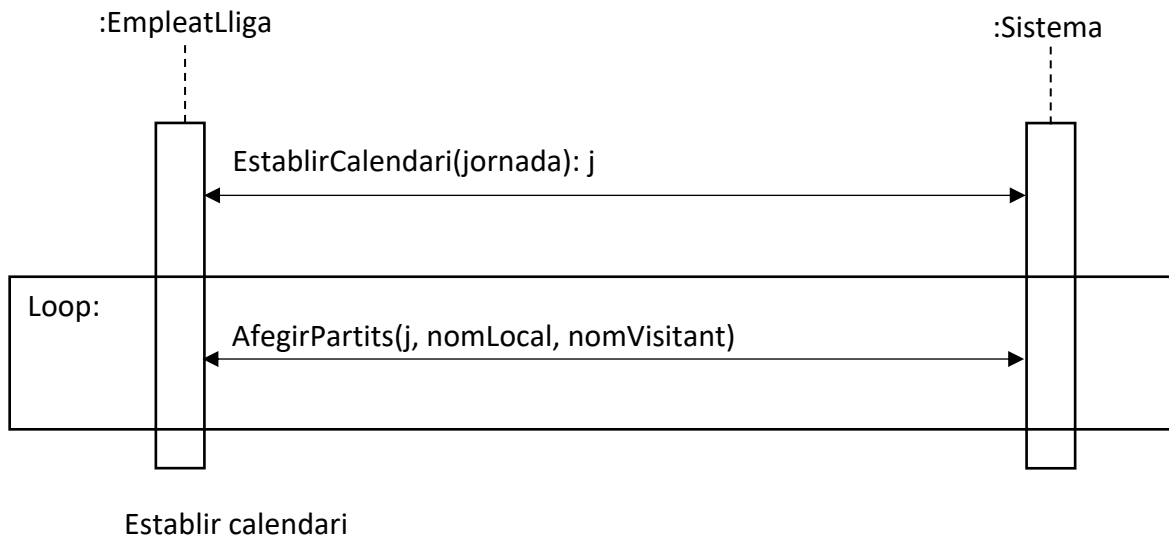 :EmpleatLliga
:Sistema
EstablirCalendari(jornada): j
Loop:
AfegirPartits(j, nomLocal, nomVisitant)
Establir calendari